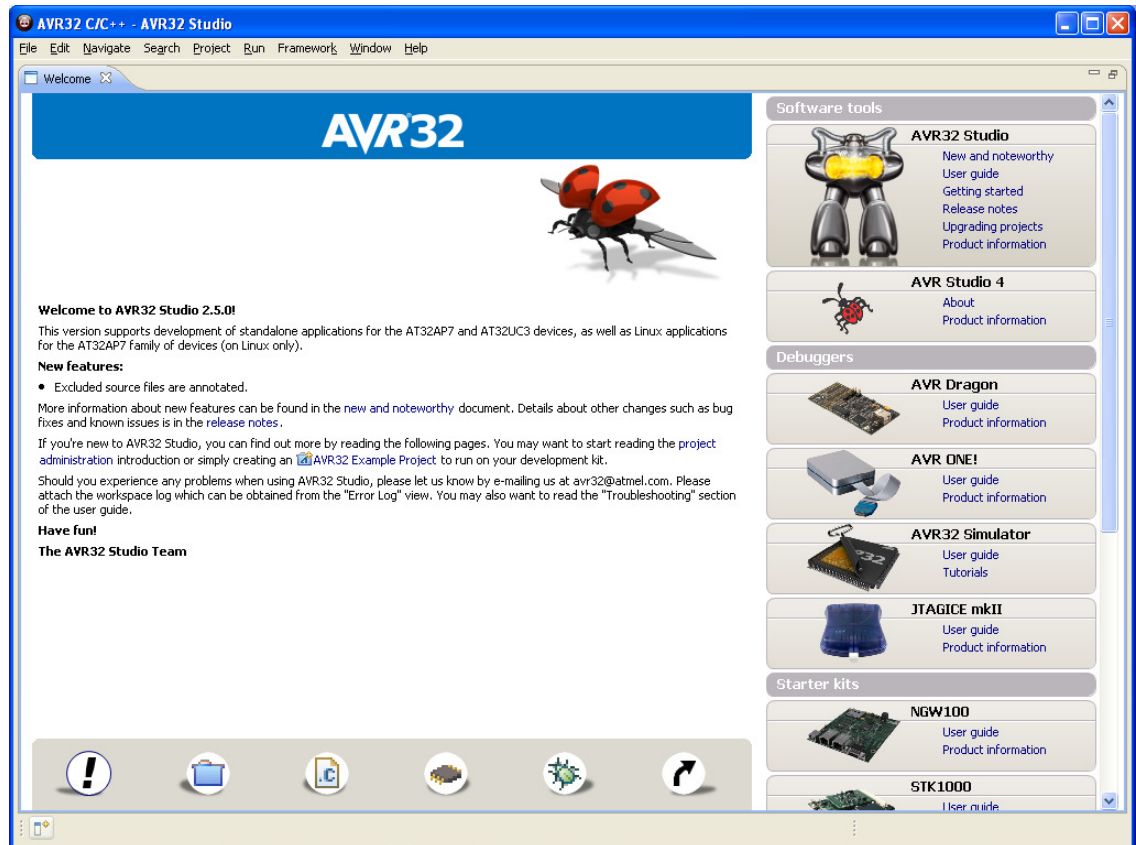 AVR32 C/C++ - AVR32 Studio
File Edit Navigate Search Project Run Framework Window Help
Welcome
AVR32
Welcome to AVR32 Studio 2.5.0!
This version supports development of standalone applications for the AT32AP7 and AT32UC3 devices, as well as Linux applications
for the AT32AP7 family of devices (on Linux only).
New features:
• Excluded source files are annotated.
More information about new features can be found in the new and noteworthy document. Details about other changes such as bug
fixes and known issues is in the release notes.
If you're new to AVR32 Studio, you can find out more by reading the following pages. You may want to start reading the project
administration introduction or simply creating an AVR32 Example Project to run on your development kit.
Should you experience any problems when using AVR32 Studio, please let us know by e-mailing us at avr32@atmel.com. Please
attach the workspace log which can be obtained from the "Error Log" view. You may also want to read the "Troubleshooting" section
of the user guide.
Have fun!
The AVR32 Studio Team
!
.c
Software tools
AVR32 Studio
New and noteworthy
User guide
Getting started
Release notes
Upgrading projects
Product information
AVR Studio 4
About
Product information
Debuggers
AVR Dragon
User guide
Product information
AVR ONE!
User guide
Product information
AVR32 Simulator
User guide
Tutorials
JTAGICE mkII
User guide
Product information
Starter kits
NGW100
User guide
Product information
STK1000
User guide